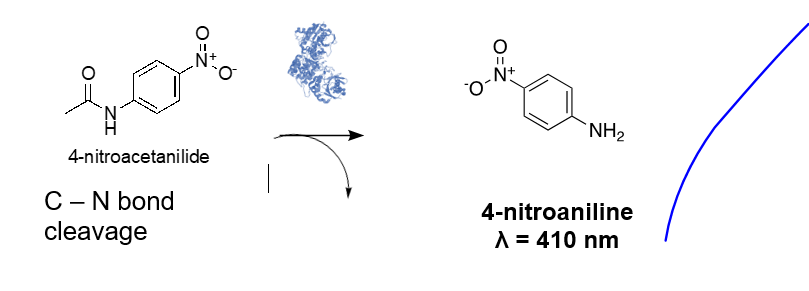 O
N
H
O
N+
O-
4-nitroacetanilide
C – N bond
cleavage
O
N+
-O
NH2
4-nitroaniline
λ = 410 nm